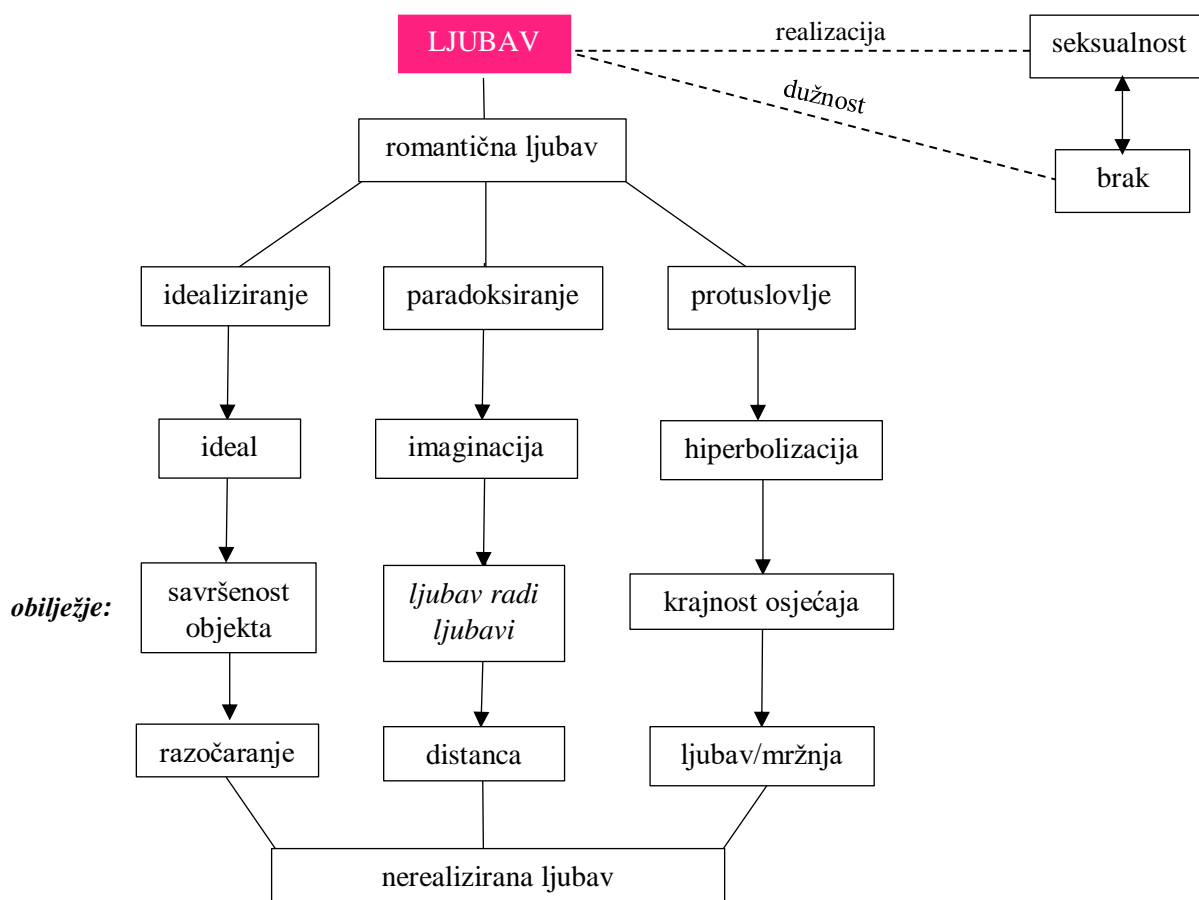 LJUBAV
realizacija
seksualnost
dužnost
brak
romantična ljubav
idealiziranje
paradoksiranje
protuslovlje
ideal
imaginacija
hiperbolizacija
obilježje:
savršenost
objekta
ljubav radi
ljubavi
krajnost osjećaja
razočaranje
distanca
ljubav/mržnja
nerealizirana ljubav